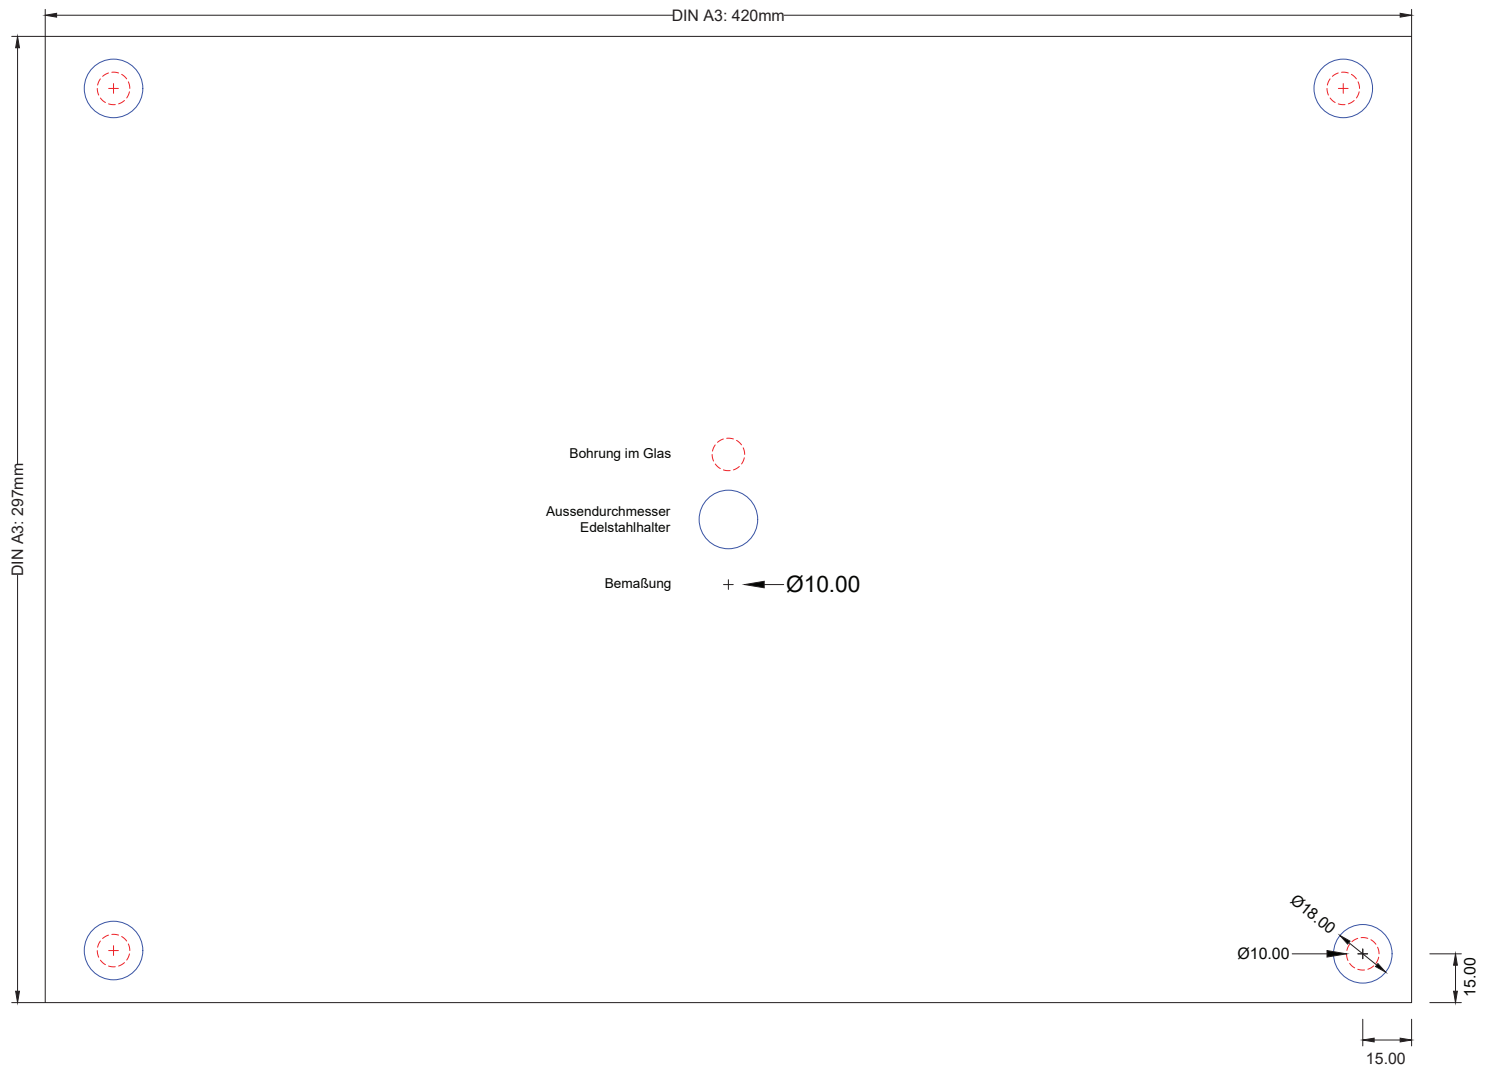 DIN A3: 420mm
DIN A3: 297mm
Bohrung im Glas
Aussendurchmesser
Edelstahlhalter
Bemaßung
Ø10.00
Ø18.00
Ø10.00
15.00
15.00